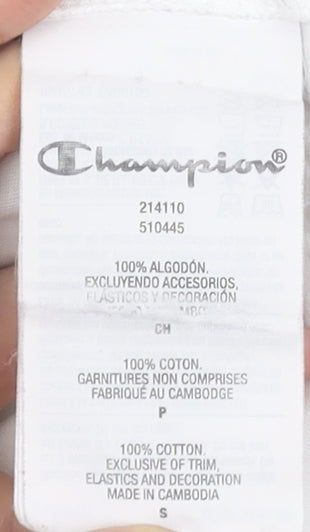 Champion®
214110
510445
100% ALGODÓN.
EXCLUYENDO ACCESORIOS,
ELÁSTICOS Y DECORACIÓN
CH
100% COTON.
GARNITURES NON COMPRISES
FABRIQUÉ AU CAMBODGE
P
100% COTTON.
EXCLUSIVE OF TRIM,
ELASTICS AND DECORATION
MADE IN CAMBODIA
S